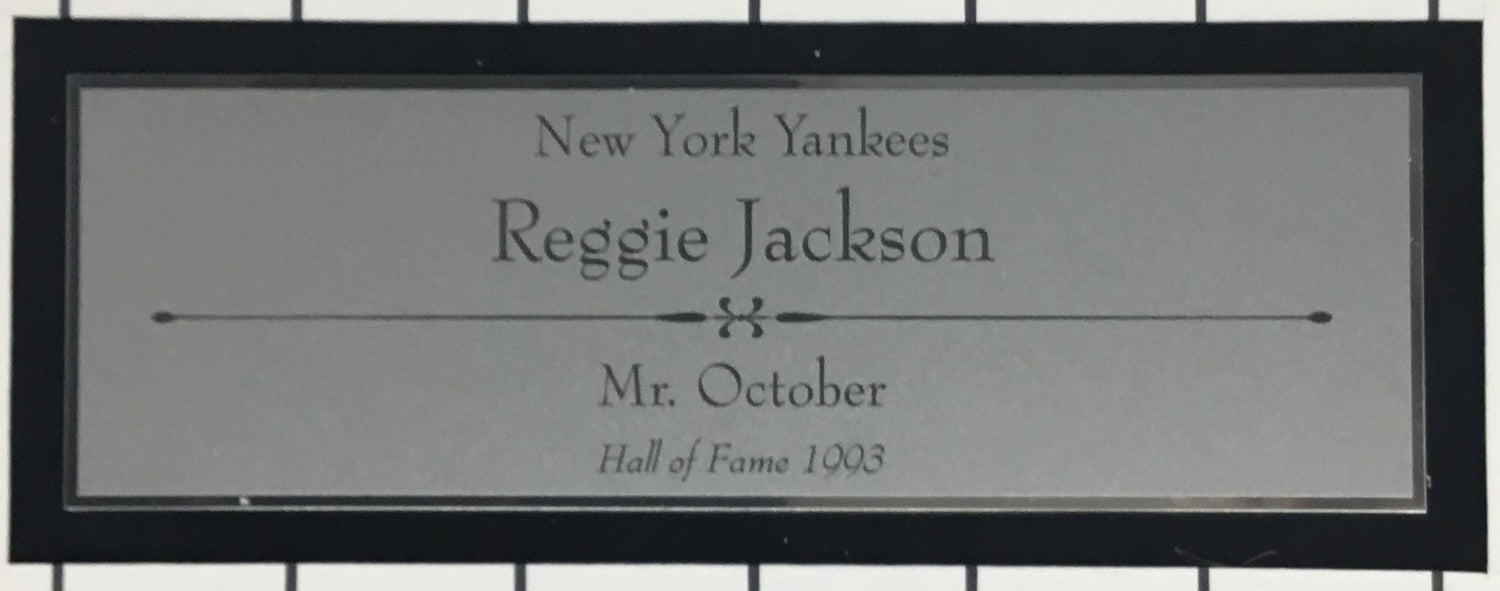 New York Yankees
Reggie Jackson
Mr. October
Hall of Fame 1993